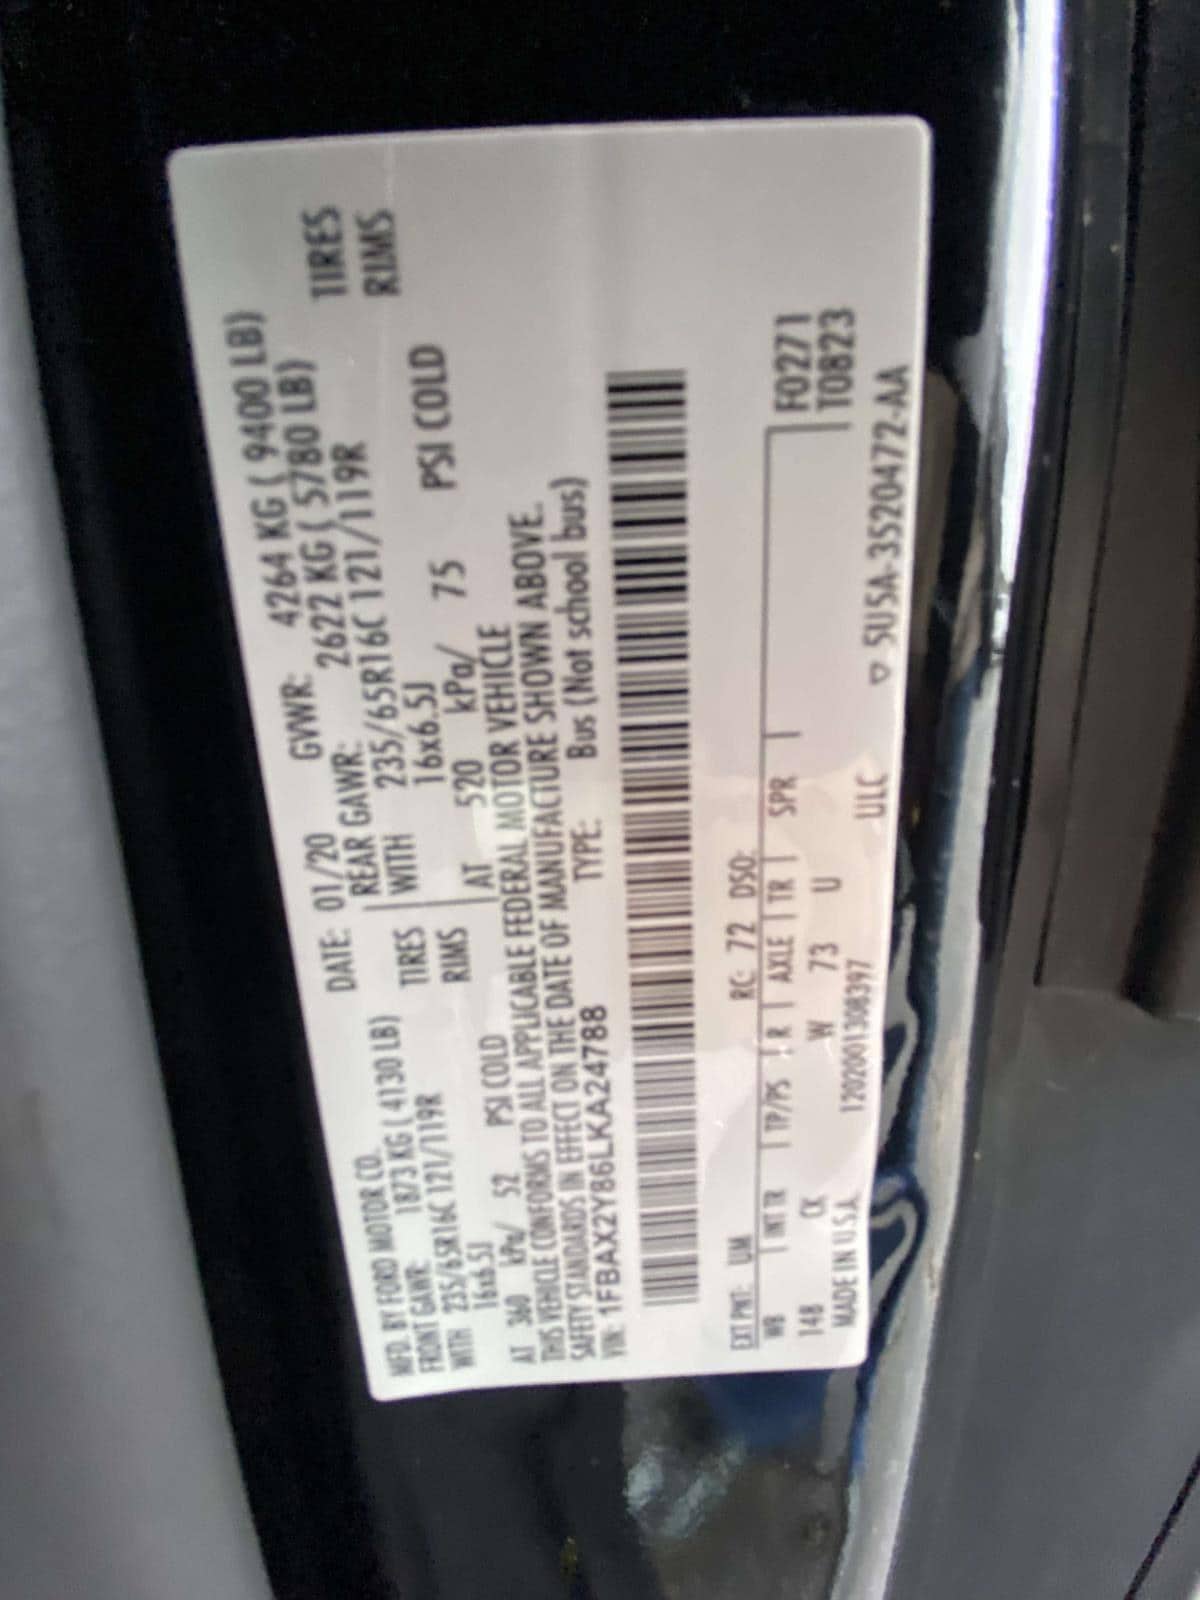 MFD. BY FORD MOTOR CO. DATE: 01/20 GVWR: 4264 KG ( 9400 LB)
FRONT GAWR: 1873 KG ( 4130 LB) REAR GAWR: 2622 KG ( 5780 LB)
WITH 235/65R16C 121/119R TIRES WITH 235/65R16C 121/119R TIRES
16x6.5J RIMS 16x6.5J RIMS
AT 360 kPa/ 52 PSI COLD AT 520 kPa/ 75 PSI COLD
THIS VEHICLE CONFORMS TO ALL APPLICABLE FEDERAL MOTOR VEHICLE
SAFETY STANDARDS IN EFFECT ON THE DATE OF MANUFACTURE SHOWN ABOVE.
VIN: 1FBAX2Y86LKA24788 TYPE: Bus (Not school bus)
EXT PNT: UM RC: 72 DSO:
WB INT TR TP/PS R AXLE TR SPR F0271
148 CK W 73 U T0823
MADE IN U.S.A. 1202001308397 ULC ▽ 5U5A-3520472-AA